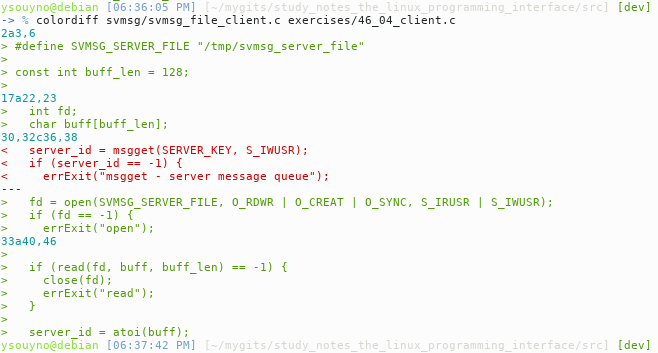 ysouyno@debian [06:36:05 PM] [~/mygits/study_notes_the_linux_programming_interface/src] [dev]
-> % colordiff svmsg/svmsg_file_client.c exercises/46_04_client.c
2a3,6
> #define SVMSG_SERVER_FILE "/tmp/svmsg_server_file"
>
> const int buff_len = 128;
>
17a22,23
>   int fd;
>   char buff[buff_len];
30,32c36,38
<   server_id = msgget(SERVER_KEY, S_IWUSR);
<   if (server_id == -1) {
<     errExit("msgget - server message queue");
---
>   fd = open(SVMSG_SERVER_FILE, O_RDWR | O_CREAT | O_SYNC, S_IRUSR | S_IWUSR);
>   if (fd == -1) {
>     errExit("open");
33a40,46
>
>   if (read(fd, buff, buff_len) == -1) {
>     close(fd);
>     errExit("read");
>   }
>
>   server_id = atoi(buff);
ysouyno@debian [06:37:42 PM] [~/mygits/study_notes_the_linux_programming_interface/src] [dev]